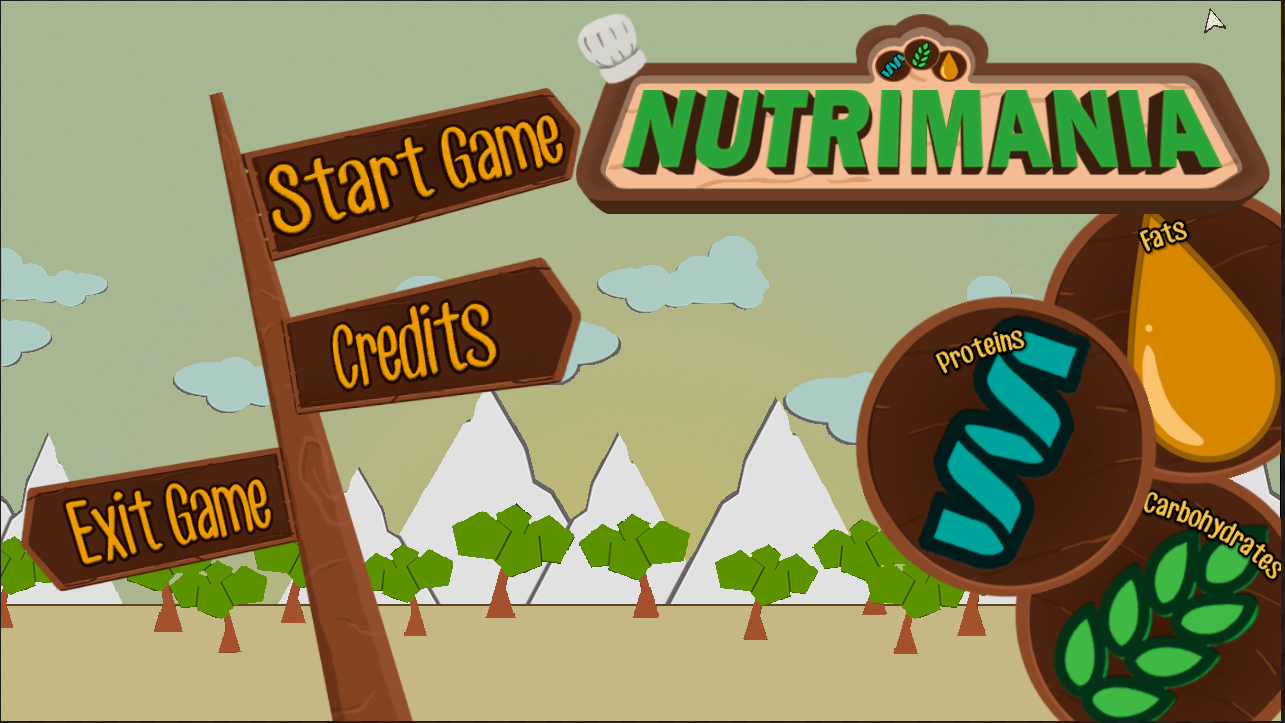 NUTRIMANIA
Start Game
Credits
Exit Game
Fats
Proteins
Carbohydrates